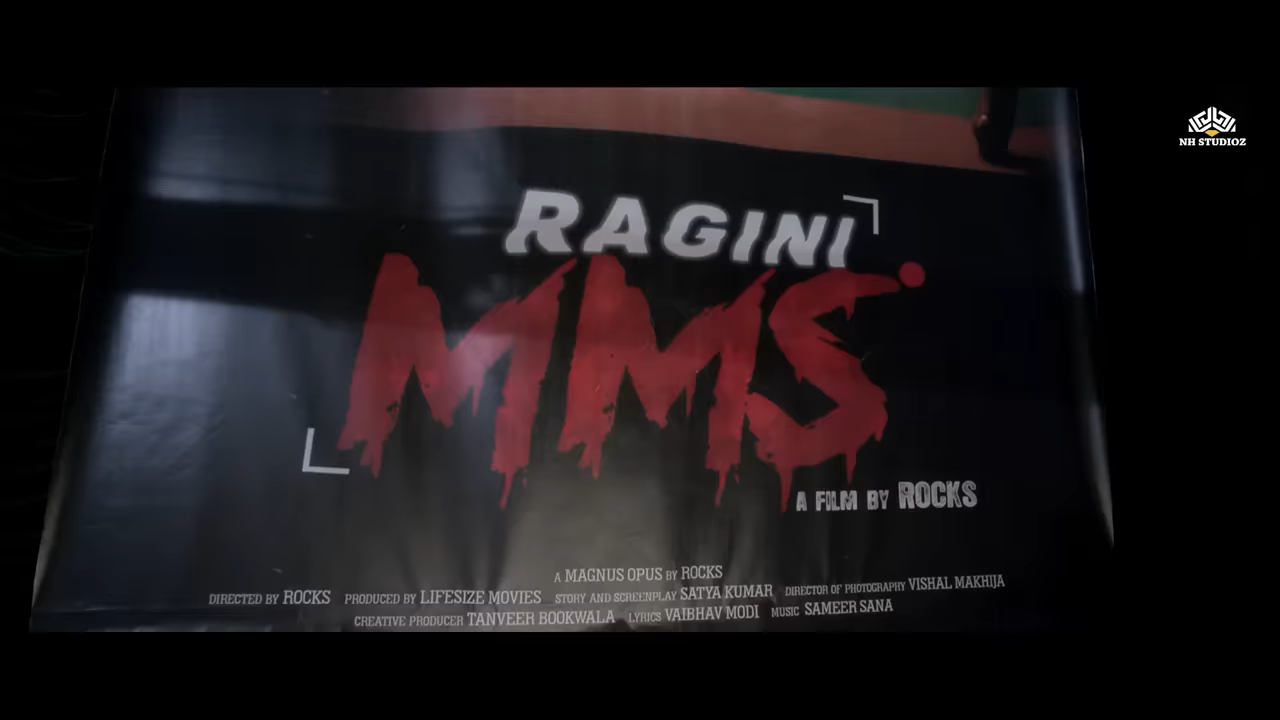 NH STUDIOZ
RAGINI
MMS
A FILM BY ROCKS
A MAGNUS OPUS BY ROCKS
DIRECTED BY ROCKS PRODUCED BY LIFESIZE MOVIES STORY AND SCREENPLAY SATYA KUMAR DIRECTOR OF PHOTOGRAPHY VISHAL MAKHIJA
CREATIVE PRODUCER TANVEER BOOKWALA LYRICS VAIBHAV MODI MUSIC SAMEER SANA